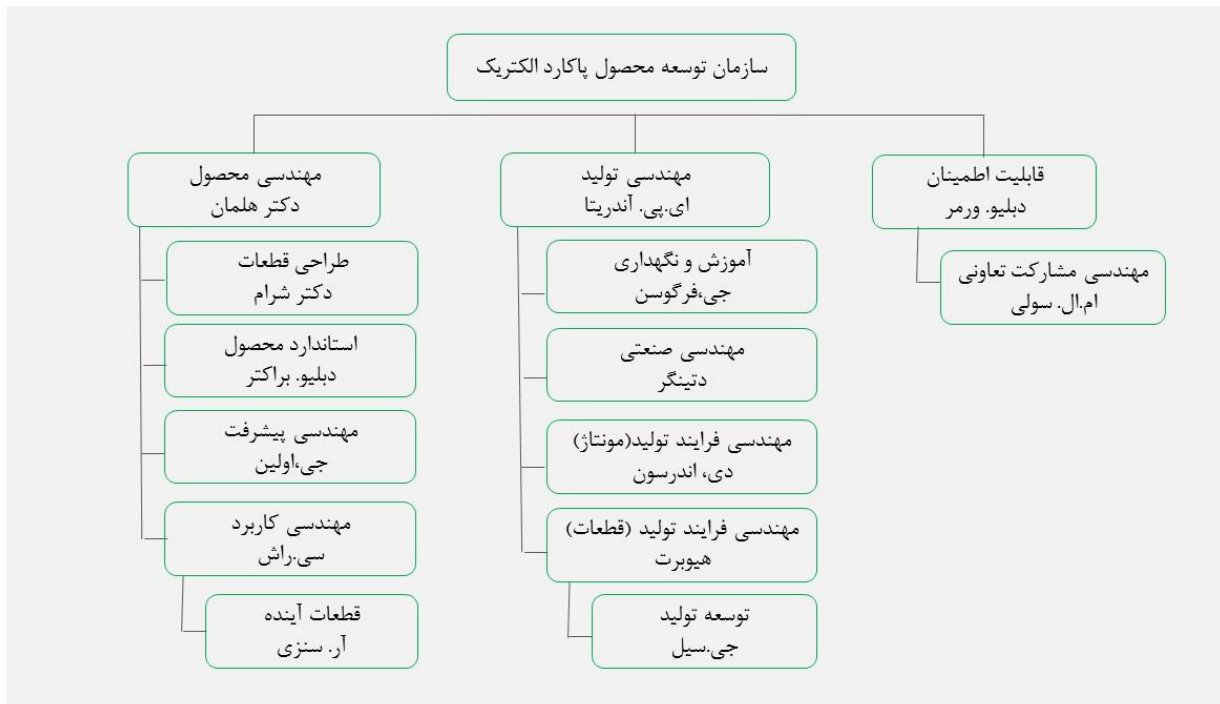 سازمان توسعه محصول پاکارد الکتریک
قابلیت اطمینان
دبلیو. ورمر
مهندسی مشارکت تعاونی
ام.ال. سولی
مهندسی تولید
ای.پی. آندریتا
آموزش و نگهداری
جی،فرگوسن
مهندسی صنعتی
دتینگر
مهندسی فرایند تولید(مونتاژ)
دی، اندرسون
مهندسی فرایند تولید (قطعات)
هیوبرت
توسعه تولید
جی.سیل
مهندسی محصول
دکتر هلمان
طراحی قطعات
دکتر شرام
استاندارد محصول
دبلیو. براکتر
مهندسی پیشرفت
جی،اولین
مهندسی کاربرد
سی.راش
قطعات آینده
آر. سنزی